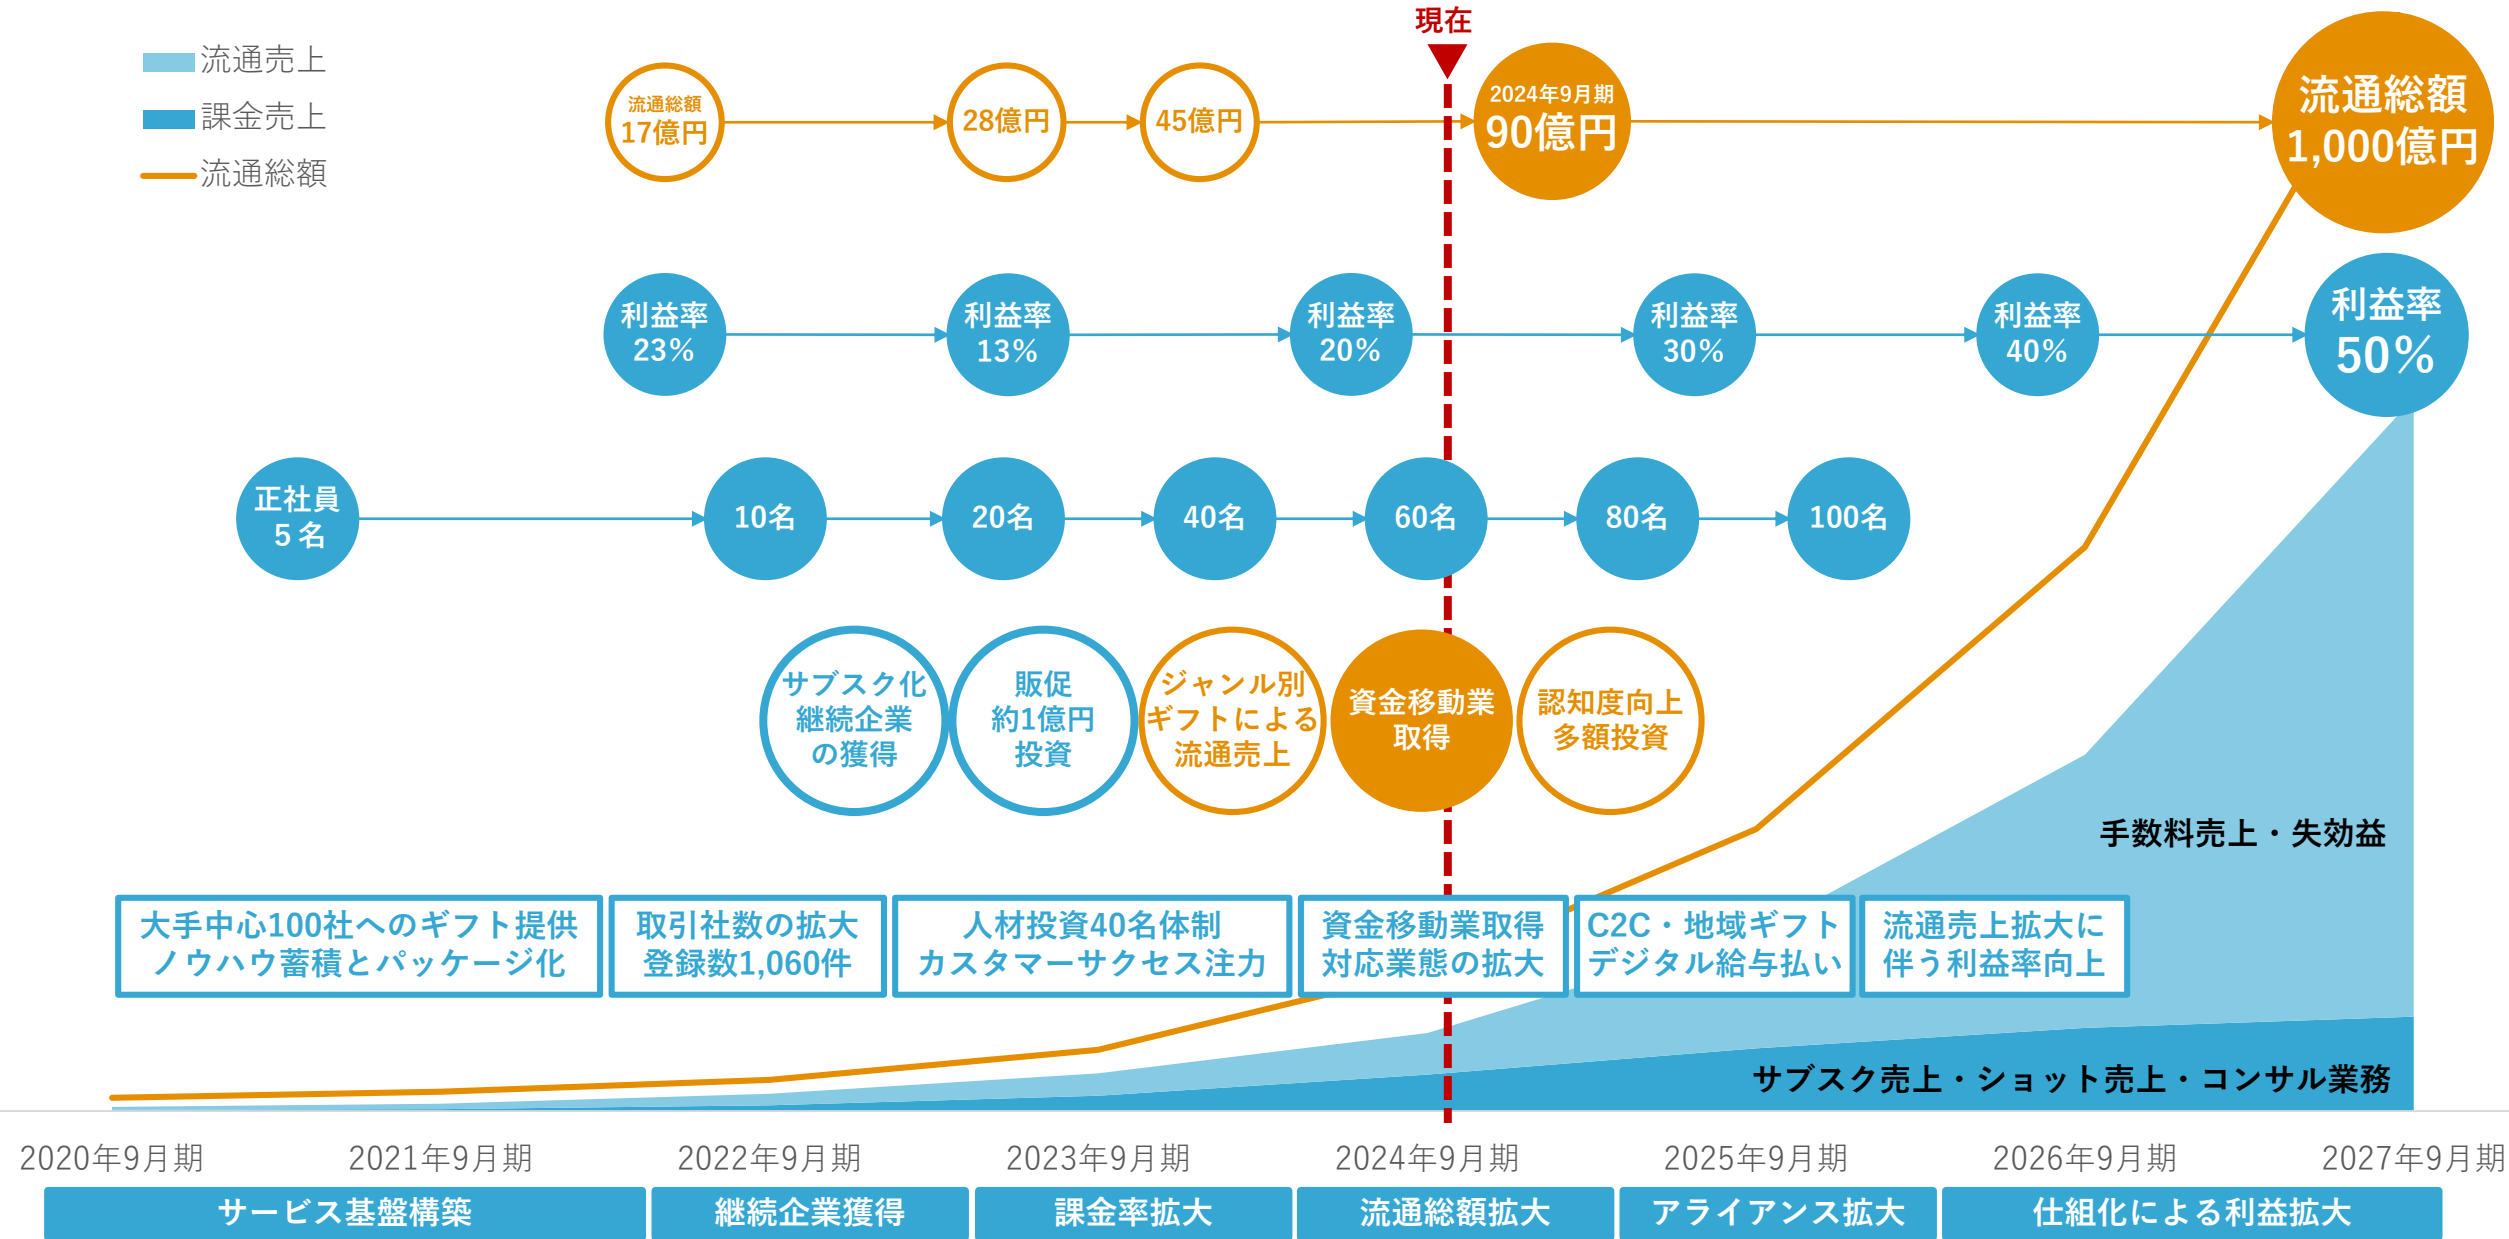 現在
流通売上
課金売上
流通総額
流通総額
17億円
28億円
45億円
2024年9月期
90億円
流通総額
1,000億円
利益率
23%
利益率
13%
利益率
20%
利益率
30%
利益率
40%
利益率
50%
正社員
5名
10名
20名
40名
60名
80名
100名
サブスク化
継続企業
の獲得
販促
約1億円
投資
ジャンル別
ギフトによる
流通売上
資金移動業
取得
認知度向上
多額投資
手数料売上・失効益
大手中心100社へのギフト提供
ノウハウ蓄積とパッケージ化
取引社数の拡大
登録数1,060件
人材投資40名体制
カスタマーサクセス注力
資金移動業取得
対応業態の拡大
C2C・地域ギフト
デジタル給与払い
流通売上拡大に
伴う利益率向上
サブスク売上・ショット売上・コンサル業務
2020年9月期
2021年9月期
2022年9月期
2023年9月期
2024年9月期
2025年9月期
2026年9月期
2027年9月期
サービス基盤構築
継続企業獲得
課金率拡大
流通総額拡大
アライアンス拡大
仕組化による利益拡大